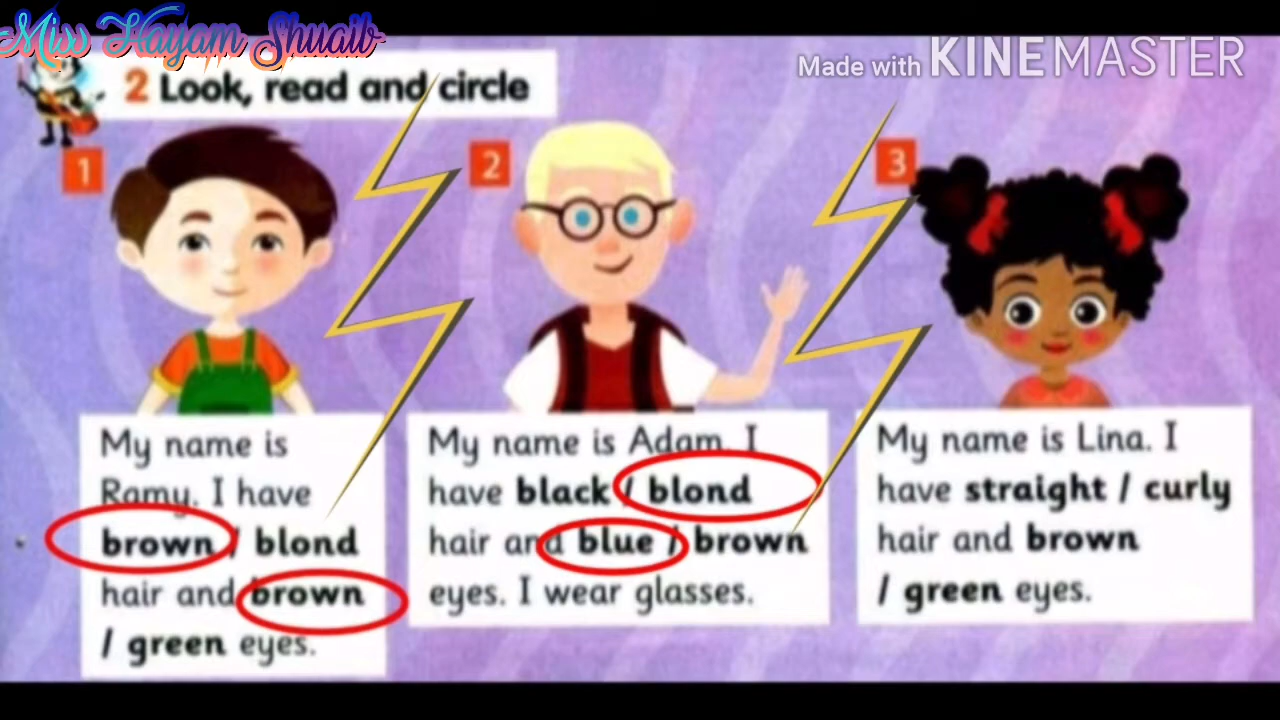 Miss Hayam Shuaib
Made with KINEMASTER
2 Look, read and circle
1
2
3
My name is
Ramy. I have
brown / blond
hair and brown
/ green eyes.
My name is Adam. I
have black / blond
hair and blue / brown
eyes. I wear glasses.
My name is Lina. I
have straight / curly
hair and brown
/ green eyes.